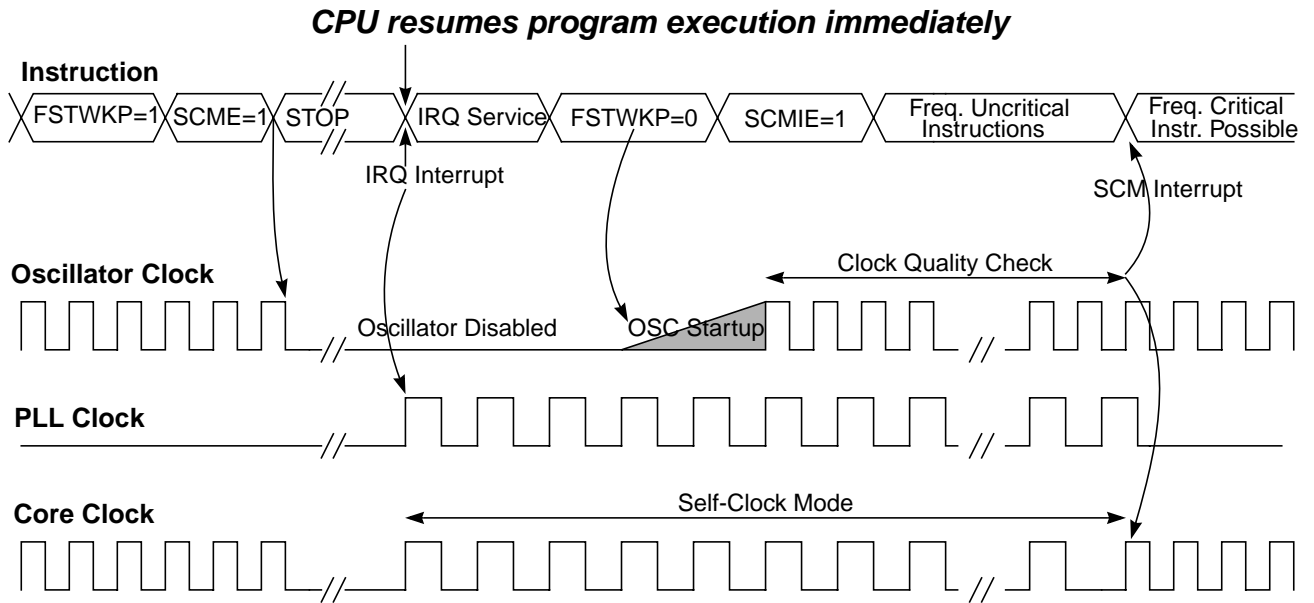 CPU resumes program execution immediately
Instruction
FSTWKP=1
SCME=1
STOP
IRQ Service
FSTWKP=0
SCMIE=1
Freq. Uncritical
Instructions
Freq. Critical
Instr. Possible
IRQ Interrupt
SCM Interrupt
Oscillator Clock
Clock Quality Check
Oscillator Disabled
OSC Startup
PLL Clock
Core Clock
Self-Clock Mode